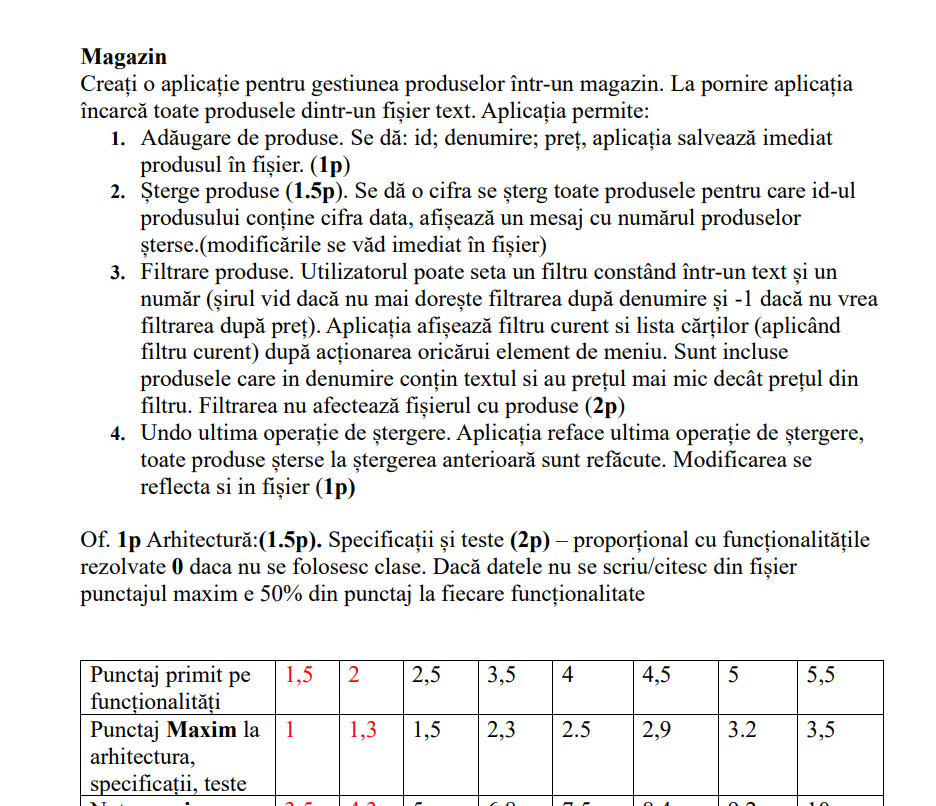 Magazin
Creați o aplicație pentru gestiunea produselor într-un magazin. La pornire aplicația
încarcă toate produsele dintr-un fișier text. Aplicația permite:
1. Adăugare de produse. Se dă: id; denumire; preț, aplicația salvează imediat
produsul în fișier. (1p)
2. Șterge produse (1.5p). Se dă o cifra se șterg toate produsele pentru care id-ul
produsului conține cifra data, afișează un mesaj cu numărul produselor
șterse.(modificările se văd imediat în fișier)
3. Filtrare produse. Utilizatorul poate seta un filtru constând într-un text și un
număr (șirul vid dacă nu mai dorește filtrarea după denumire și -1 dacă nu vrea
filtrarea după preț). Aplicația afișează filtru curent si lista cărților (aplicând
filtru curent) după acționarea oricărui element de meniu. Sunt incluse
produsele care in denumire conțin textul si au prețul mai mic decât prețul din
filtru. Filtrarea nu afectează fișierul cu produse (2p)
4. Undo ultima operație de ștergere. Aplicația reface ultima operație de ștergere,
toate produse șterse la ștergerea anterioară sunt refăcute. Modificarea se
reflecta si in fișier (1p)
Of. 1p Arhitectură:(1.5p). Specificații și teste (2p) – proporțional cu funcționalitățile
rezolvate 0 daca nu se folosesc clase. Dacă datele nu se scriu/citesc din fișier
punctajul maxim e 50% din punctaj la fiecare funcționalitate
Punctaj primit pe 1,5 2 2,5 3,5 4 4,5 5 5,5
funcționalități
Punctaj Maxim la 1 1,3 1,5 2,3 2.5 2,9 3.2 3,5
arhitectura,
specificații, teste